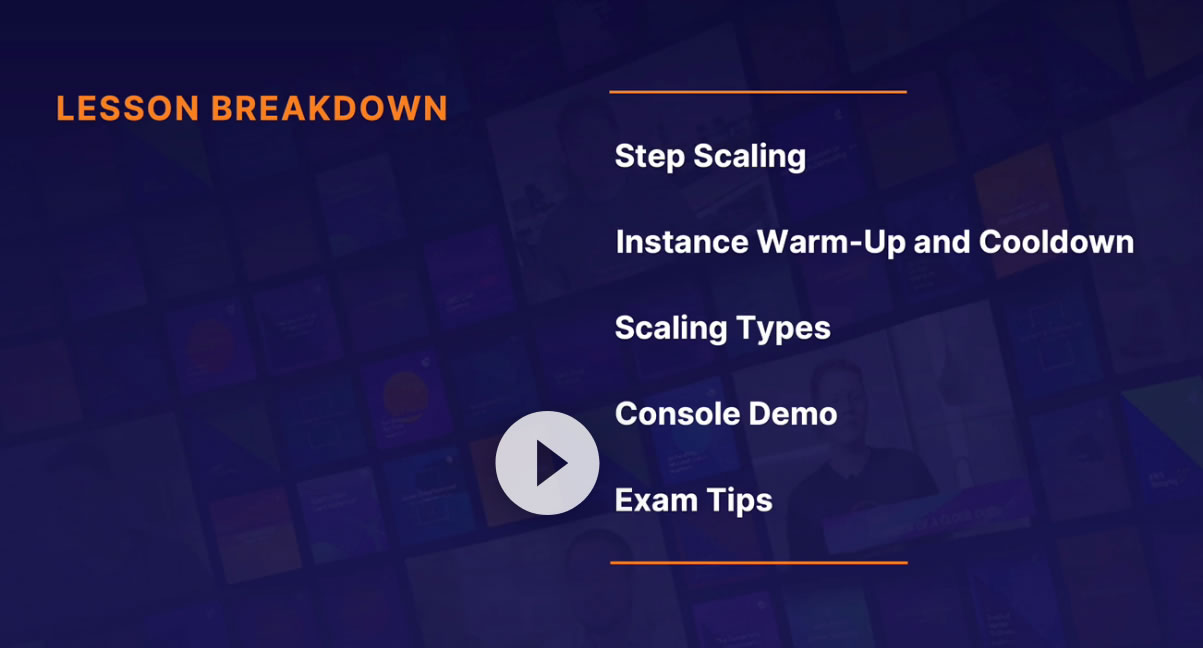 LESSON BREAKDOWN
Step Scaling
Instance Warm-Up and Cooldown
Scaling Types
Console Demo
Exam Tips